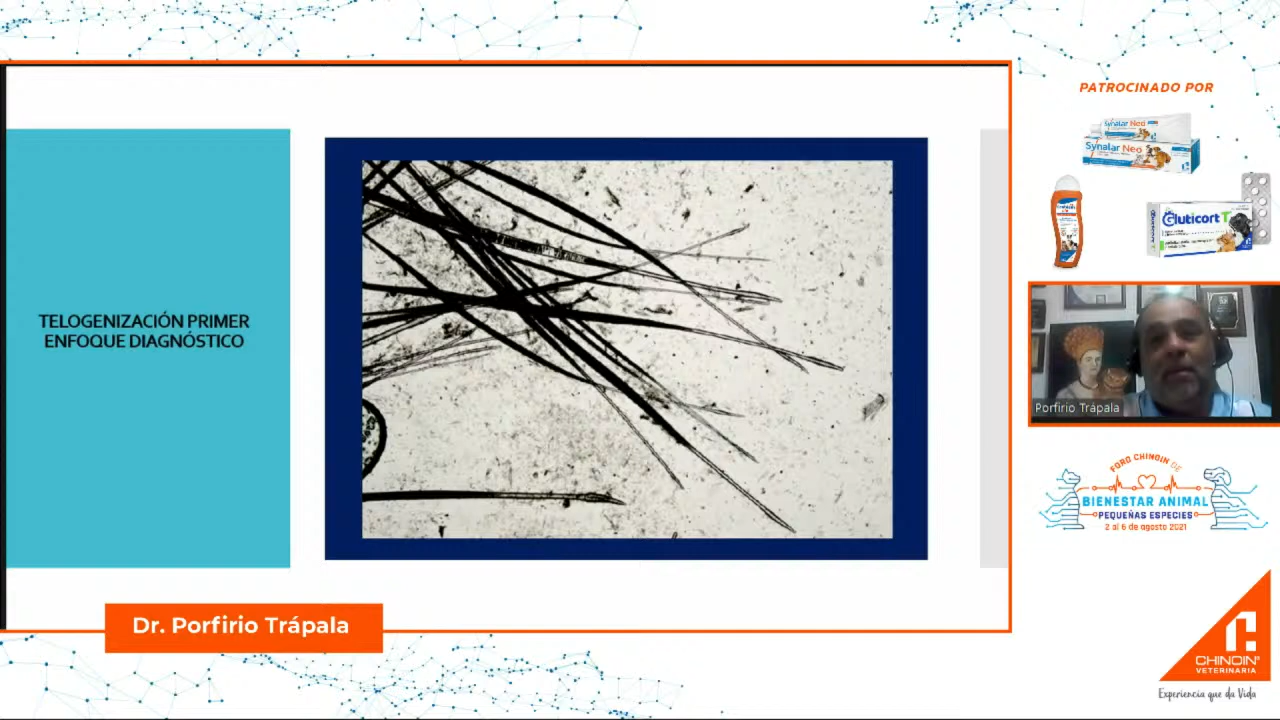 PATROCINADO POR
Synalar Neo
Synalar Neo
Gluticort T
TELOGENIZACIÓN PRIMER
ENFOQUE DIAGNÓSTICO
Porfirio Trápala
FORO CHINOIN DE
BIENESTAR ANIMAL
PEQUEÑAS ESPECIES
2 al 6 de agosto 2021
Dr. Porfirio Trápala
CHINOIN
VETERINARIA
Experiencia que da Vida